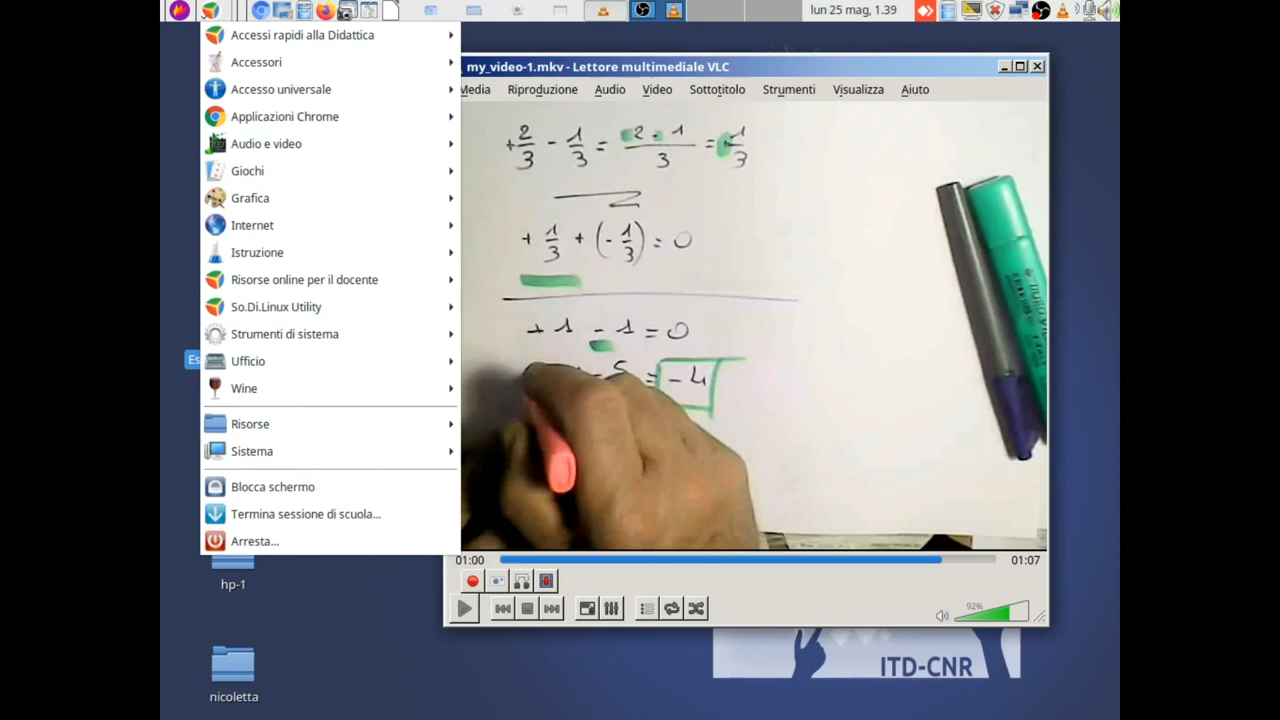 lun 25 mag, 1.39
Accessi rapidi alla Didattica
Accessori
Accesso universale
Applicazioni Chrome
Audio e video
Giochi
Grafica
Internet
Istruzione
Risorse online per il docente
So.Di.Linux Utility
Strumenti di sistema
Ufficio
Wine
Risorse
Sistema
Blocca schermo
Termina sessione di scuola...
Arresta...
Es
hp-1
nicoletta
my_video-1.mkv - Lettore multimediale VLC
Media Riproduzione Audio Video Sottotitolo Strumenti Visualizza Aiuto
+2/3 - 1/3 = 2 - 1/3 = 1/3
+ 1/3 + (- 1/3) = 0
+ 1 - 1 = 0
- 5 = - 4
01:00 01:07
92%
ITD-CNR